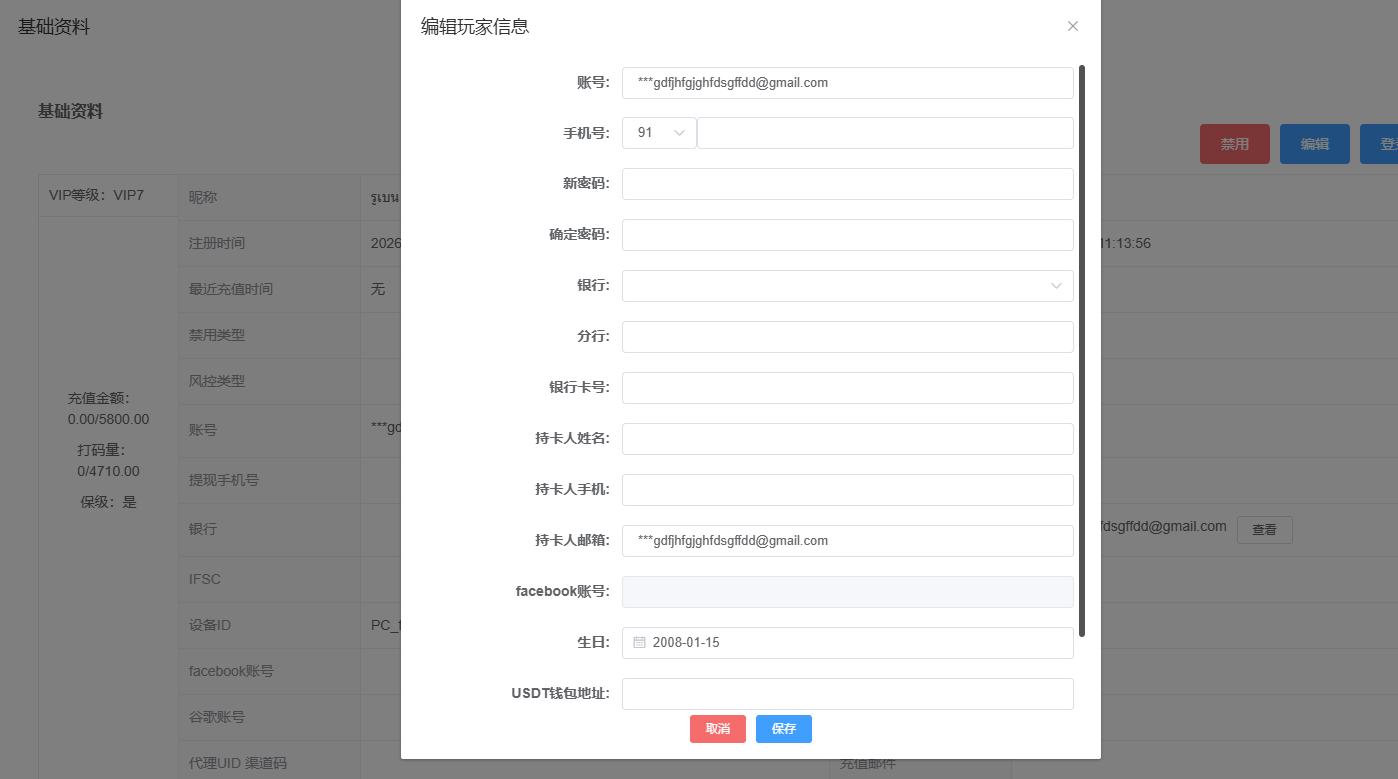 基础资料
编辑玩家信息
基础资料
禁用
编辑
VIP等级：VIP7
昵称
注册时间
2026
11:13:56
最近充值时间
无
禁用类型
风控类型
充值金额：
0.00/5800.00
打码量：
0/4710.00
保级：是
账号
***gd
提现手机号
银行
fdsgffdd@gmail.com
查看
IFSC
设备ID
PC_
facebook账号
谷歌账号
代理UID 渠道码
充值邮件
账号:
***gdfjhfgjghfdsgffdd@gmail.com
手机号:
91
新密码:
确定密码:
银行:
分行:
银行卡号:
持卡人姓名:
持卡人手机:
持卡人邮箱:
***gdfjhfgjghfdsgffdd@gmail.com
facebook账号:
生日:
2008-01-15
USDT钱包地址:
取消
保存